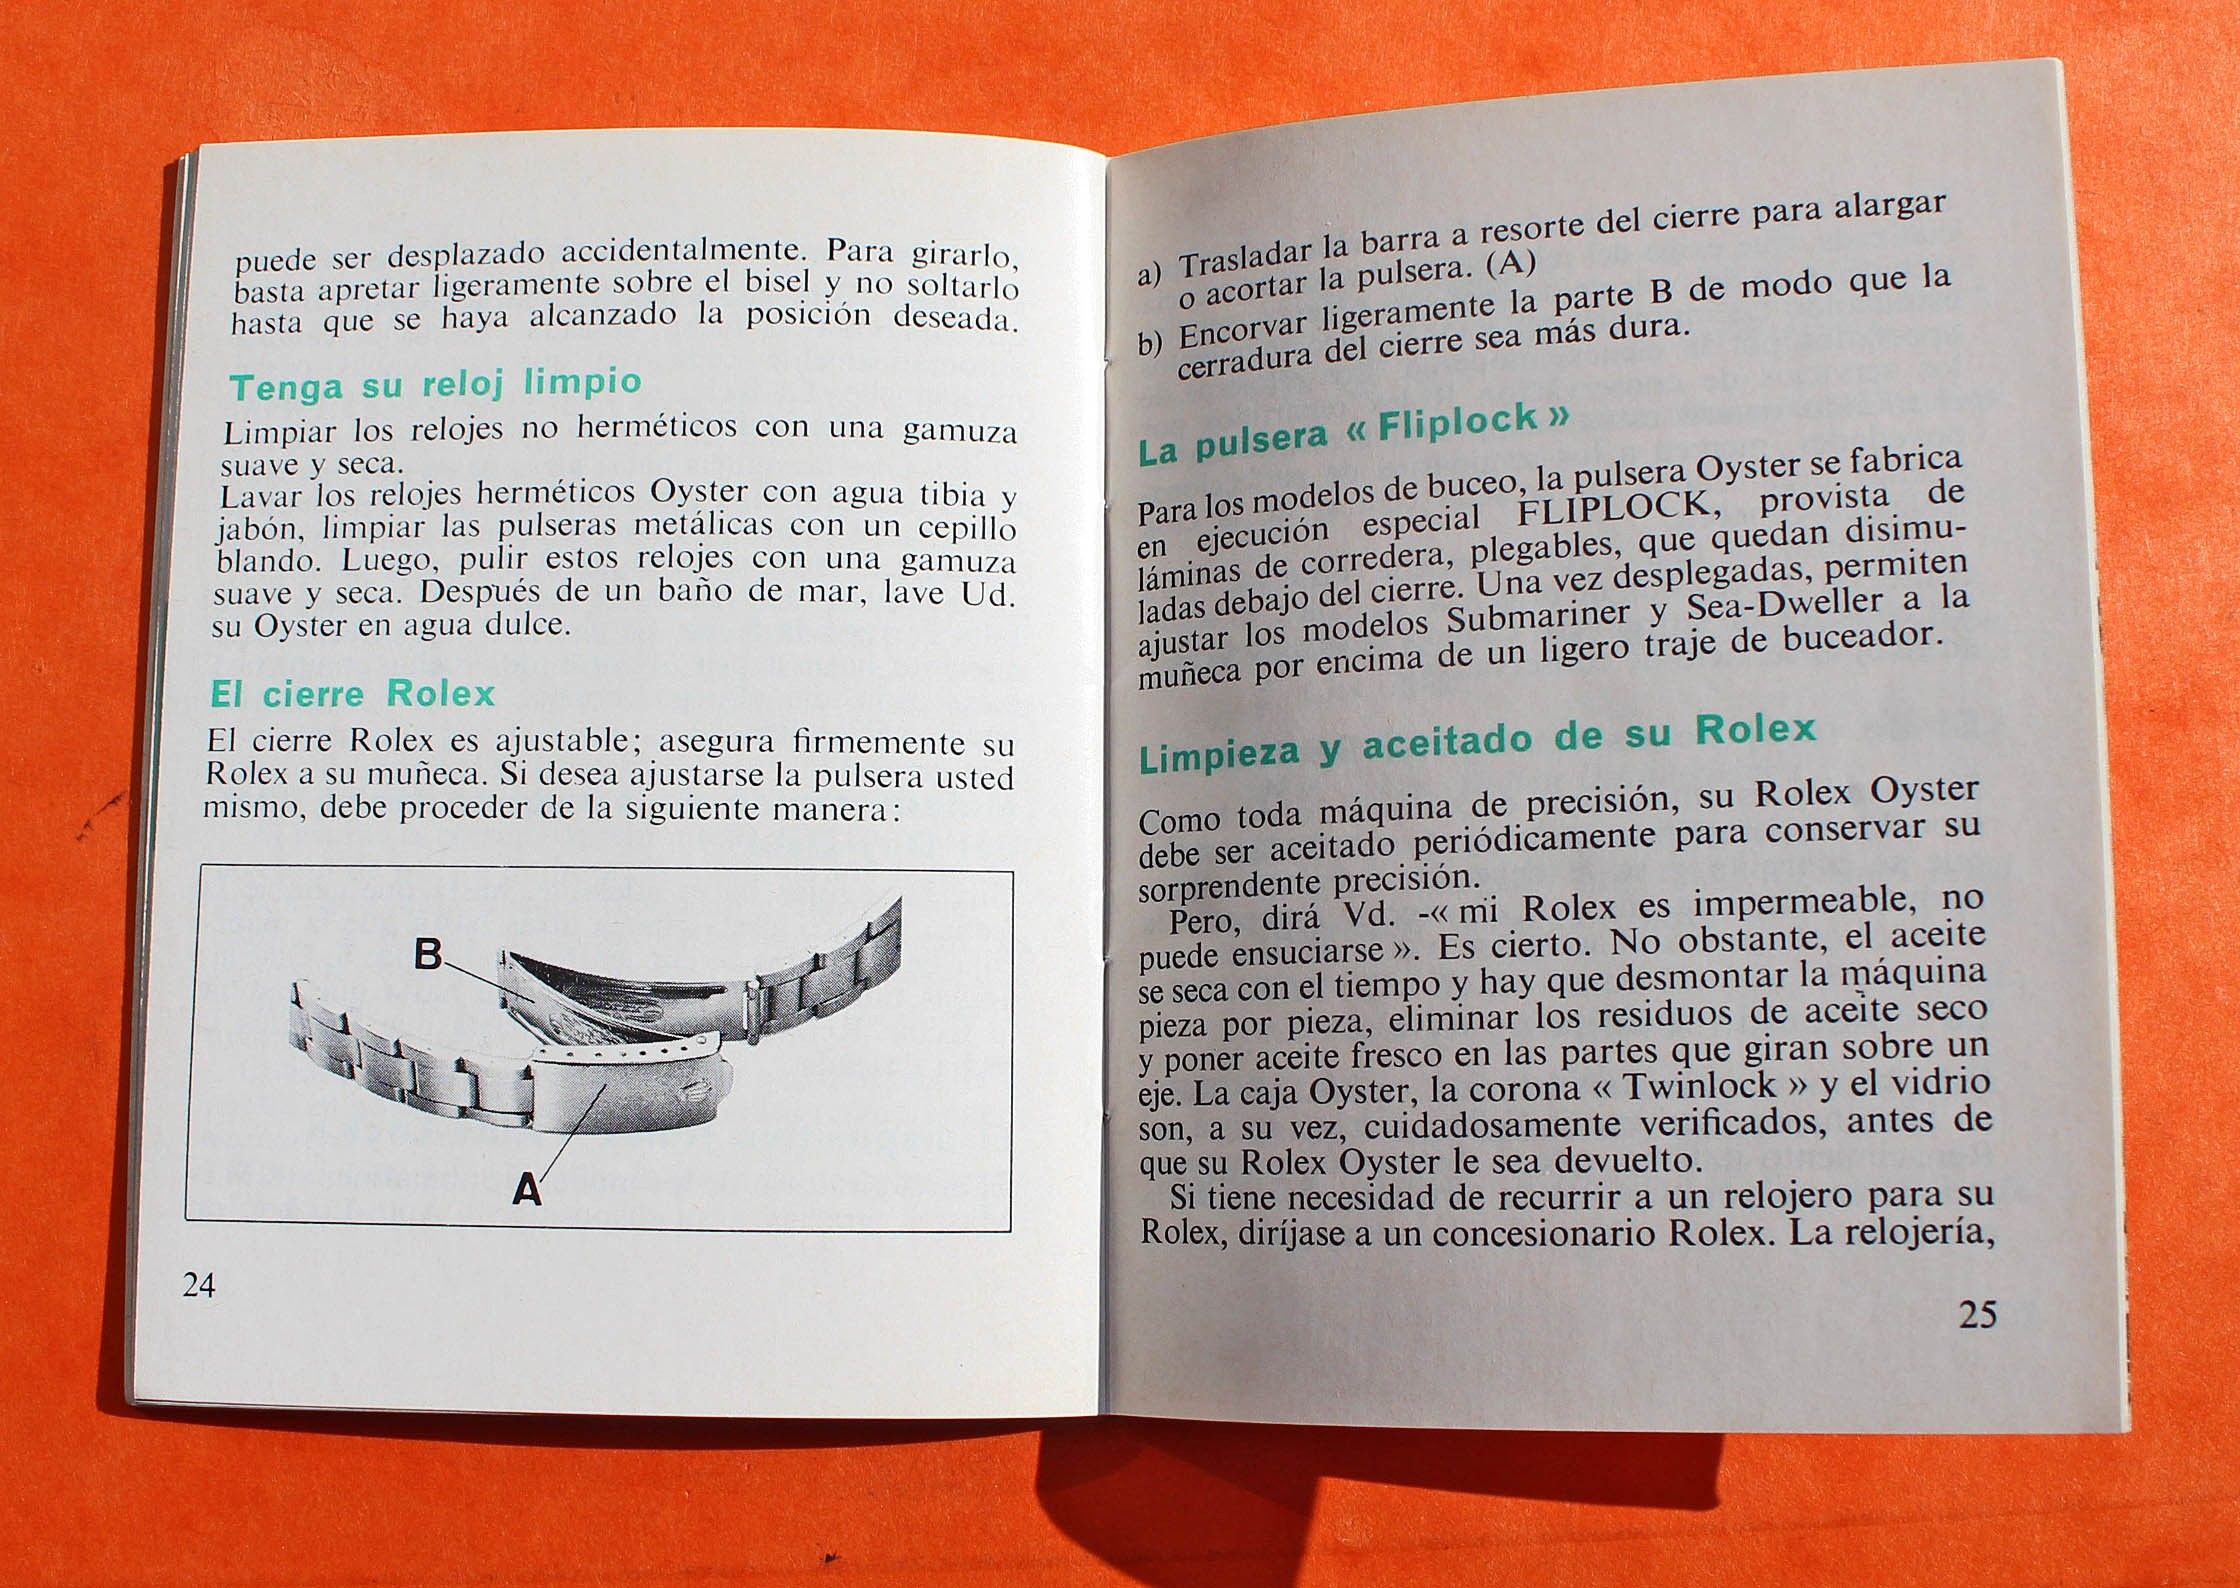 puede ser desplazado accidentalmente. Para girarlo,
basta apretar ligeramente sobre el bisel y no soltarlo
hasta que se haya alcanzado la posición deseada.
Tenga su reloj limpio
Limpiar los relojes no herméticos con una gamuza
suave y seca.
Lavar los relojes herméticos Oyster con agua tibia y
jabón, limpiar las pulseras metálicas con un cepillo
blando. Luego, pulir estos relojes con una gamuza
suave y seca. Después de un baño de mar, lave Ud.
su Oyster en agua dulce.
El cierre Rolex
El cierre Rolex es ajustable; asegura firmemente su
Rolex a su muñeca. Si desea ajustarse la pulsera usted
mismo, debe proceder de la siguiente manera:
B
A
24
a) Trasladar la barra a resorte del cierre para alargar
o acortar la pulsera. (A)
b) Encorvar ligeramente la parte B de modo que la
cerradura del cierre sea más dura.
La pulsera « Fliplock »
Para los modelos de buceo, la pulsera Oyster se fabrica
en ejecución especial FLIPLOCK, provista de
láminas de corredera, plegables, que quedan disimu-
ladas debajo del cierre. Una vez desplegadas, permiten
ajustar los modelos Submariner y Sea-Dweller a la
muñeca por encima de un ligero traje de buceador.
Limpieza y aceitado de su Rolex
Como toda máquina de precisión, su Rolex Oyster
debe ser aceitado periódicamente para conservar su
sorprendente precisión.
Pero, dirá Vd. -« mi Rolex es impermeable, no
puede ensuciarse ». Es cierto. No obstante, el aceite
se seca con el tiempo y hay que desmontar la máquina
pieza por pieza, eliminar los residuos de aceite seco
y poner aceite fresco en las partes que giran sobre un
eje. La caja Oyster, la corona « Twinlock » y el vidrio
son, a su vez, cuidadosamente verificados, antes de
que su Rolex Oyster le sea devuelto.
Si tiene necesidad de recurrir a un relojero para su
Rolex, diríjase a un concesionario Rolex. La relojería,
25